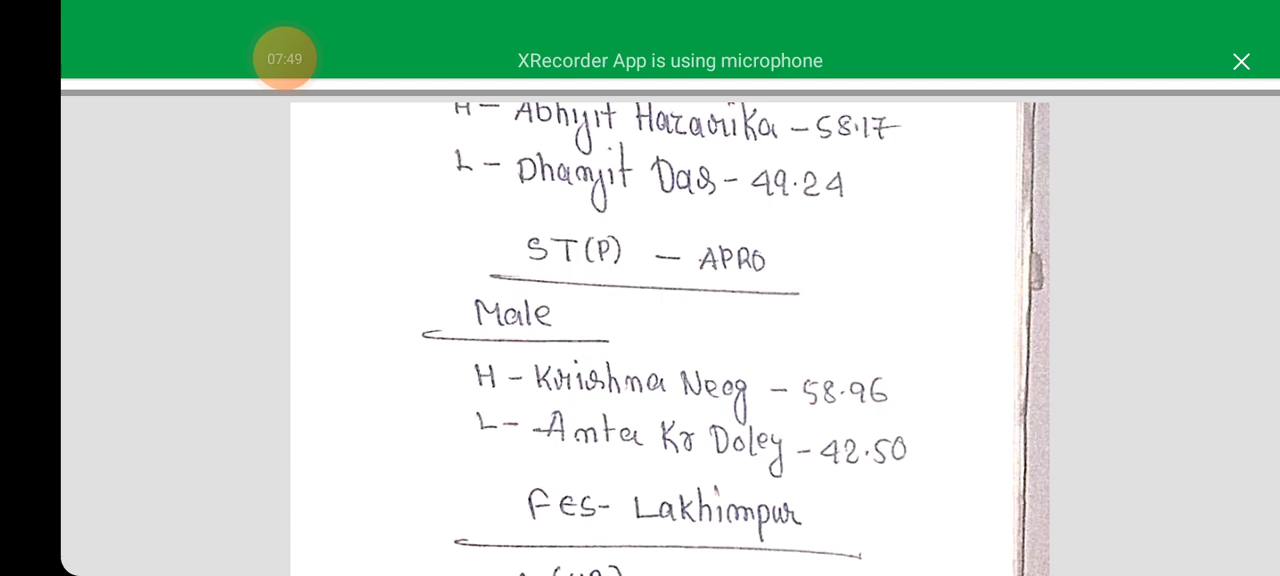 07:49
XRecorder App is using microphone
H - Abhijit Hazarika - 58.17
L - Dhanjit Das - 49.24
ST(P) - APRO
Male
H - Krishna Neog - 58.96
L - Amta Kr Doley - 42.50
Fes - Lakhimpur